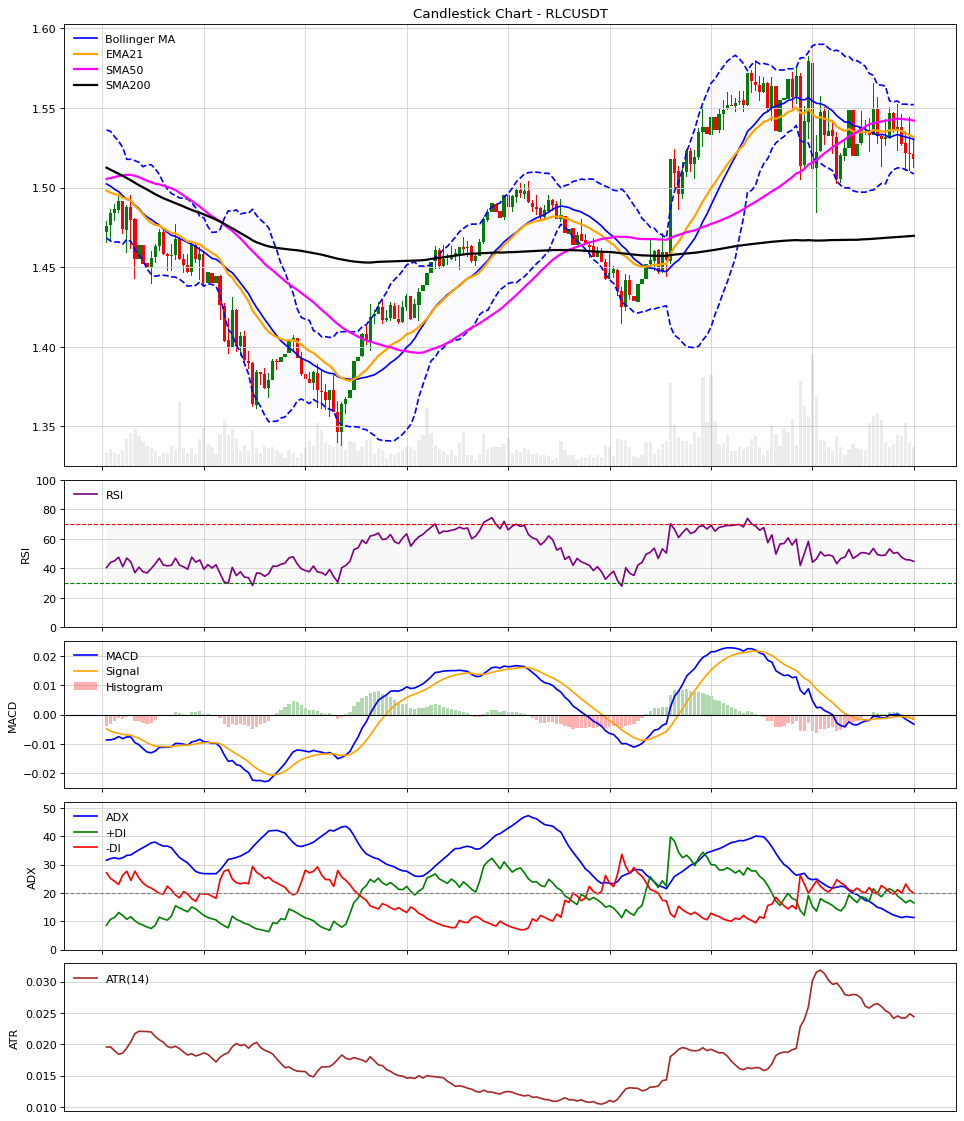 Candlestick Chart - RLCUSDT
1.60
1.55
1.50
1.45
1.40
1.35
Bollinger MA
EMA21
SMA50
SMA200
100
80
60
40
20
0
RSI
RSI
0.02
0.01
0.00
−0.01
−0.02
MACD
MACD
Signal
Histogram
50
40
30
20
10
0
ADX
ADX
+DI
-DI
0.030
0.025
0.020
0.015
0.010
ATR
ATR(14)